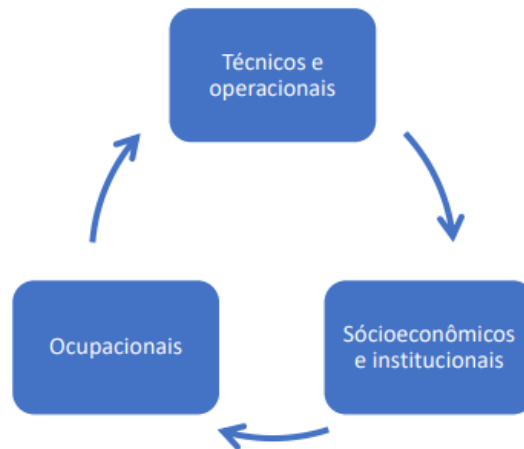 Técnicos e
operacionais
Ocupacionais
Sócioeconômicos
e institucionais